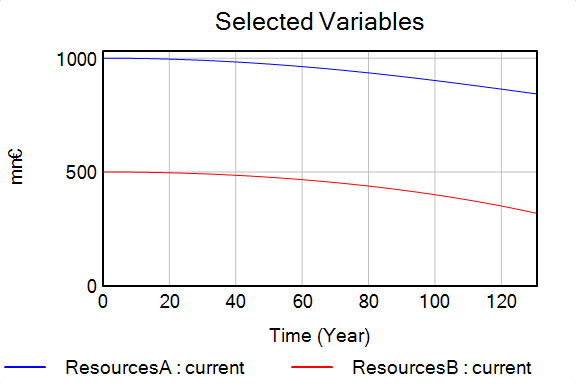 Selected Variables
1000
500
0
mn€
0 20 40 60 80 100 120
Time (Year)
ResourcesA : current ResourcesB : current